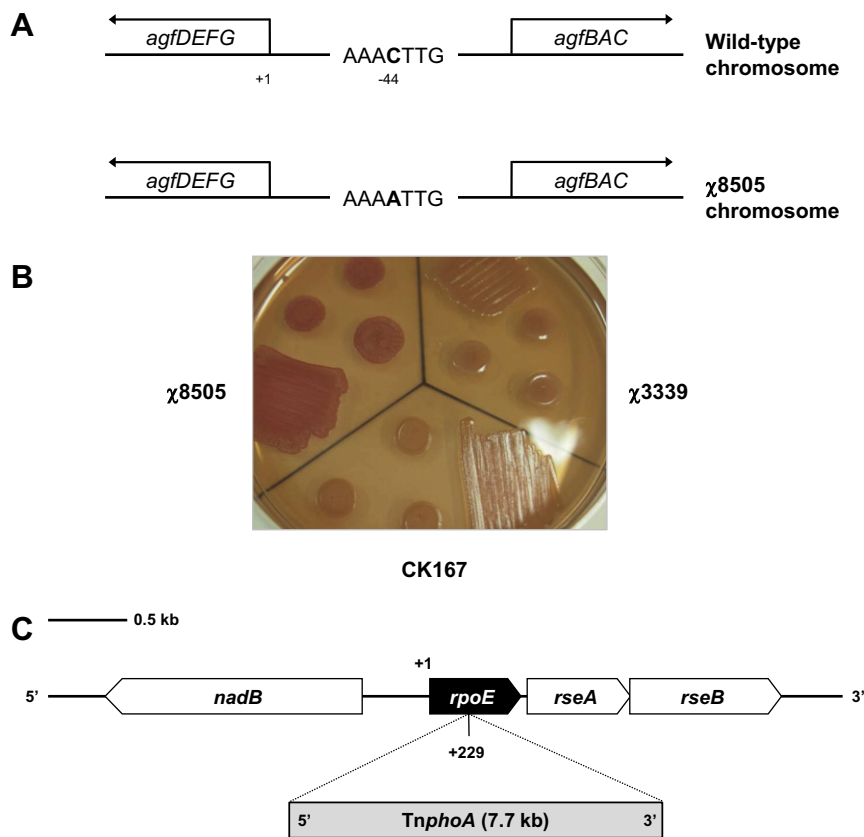 A
agfDEFG
AAACTTG
agfBAC
Wild-type
chromosome
+1
-44
agfDEFG
AAAATTG
agfBAC
χ8505
chromosome
B
χ8505
χ3339
CK167
C
0.5 kb
+1
5’
nadB
rpoE
rseA
rseB
3’
+229
5’
TnphoA (7.7 kb)
3’